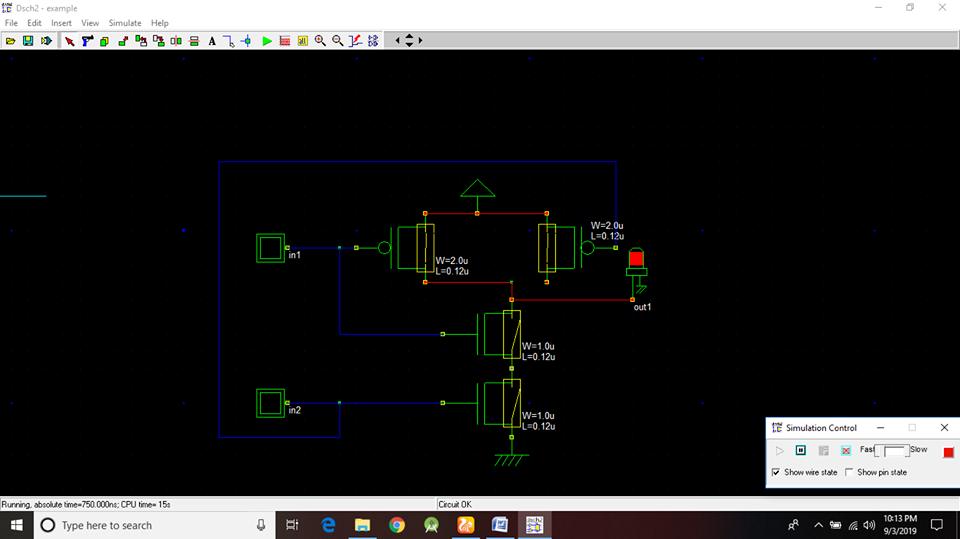 Dsch2 - example
File Edit Insert View Simulate Help
A
W=2.0u
L=0.12u
in1
W=2.0u
L=0.12u
out1
W=1.0u
L=0.12u
in2
W=1.0u
L=0.12u
Simulation Control
Fast Slow
Show wire state Show pin state
Running, absolute time=750.000ns; CPU time= 15s Circuit OK
Type here to search
10:13 PM
9/3/2019